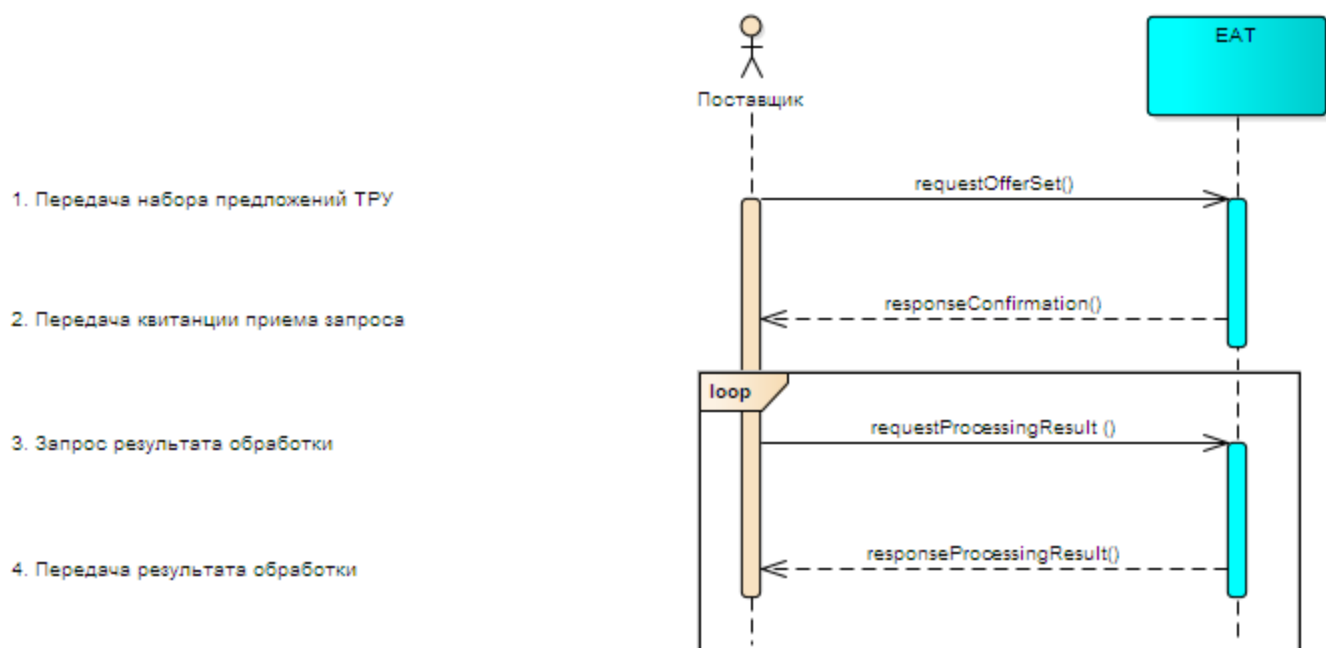 EAT
Поставщик
requestOfferSet()
1. Передача набора предложений ТРУ
responseConfirmation()
2. Передача квитанции приема запроса
loop
requestProcessingResult ()
3. Запрос результата обработки
responseProcessingResult()
4. Передача результата обработки